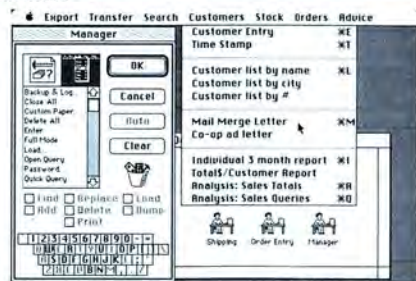 Export Transfer Search Customers Stock Orders Advice
Manager
OK
Cancel
Auto
Clear
Backup & Log
Close All
Custom Paper
Delete All
Enter
Full Mode
Load
Open Query
Password
Quick Query
Find Replace Load
Add Delete Dump
Print
1 2 3 4 5 6 7 8 9 0 - =
Customer Entry ⌘E
Time Stamp ⌘T
Customer list by name ⌘L
Customer list by city
Customer list by #
Mail Merge Letter ⌘M
Co-op ad letter
Individual 3 month report ⌘I
Total$/Customer Report
Analysis: Sales Totals ⌘A
Analysis: Sales Queries ⌘Q
Shipping Order Entry Manager